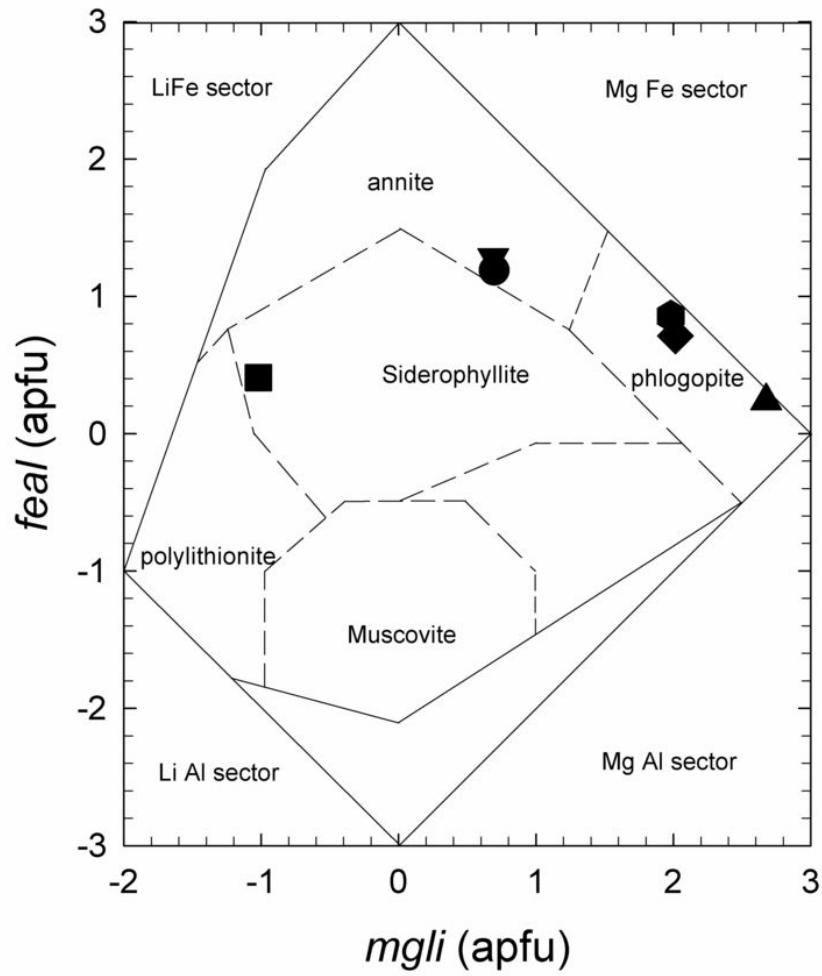 3
LiFe sector
Mg Fe sector
2
annite
1
Siderophyllite
phlogopite
0
feal (apfu)
-1
polylithionite
Muscovite
-2
Li Al sector
Mg Al sector
-3
-2 -1 0 1 2 3
mgli (apfu)